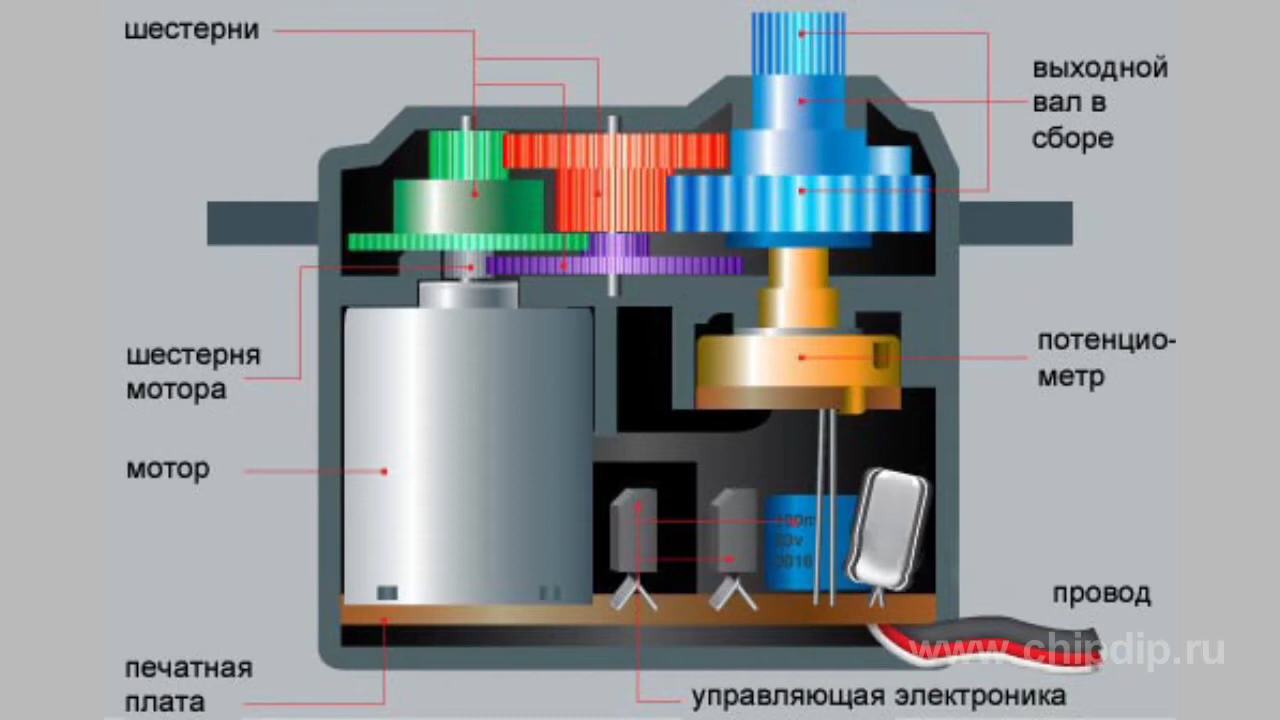 шестерни
выходной
вал в
сборе
шестерня
мотора
потенцио-
метр
мотор
провод
печатная
плата
управляющая электроника
www.chipdip.ru